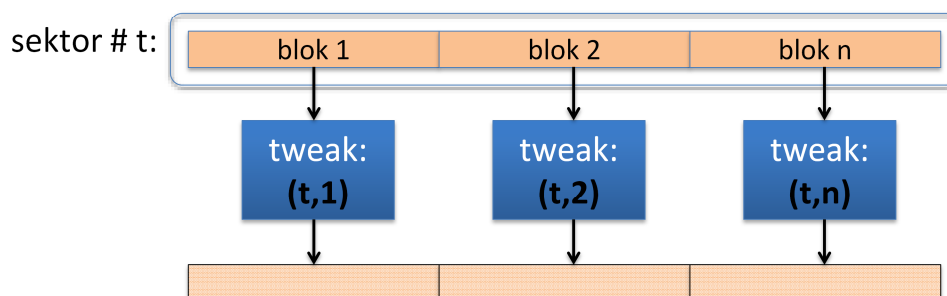 sektor # t:
blok 1
blok 2
blok n
tweak:
(t,1)
tweak:
(t,2)
tweak:
(t,n)